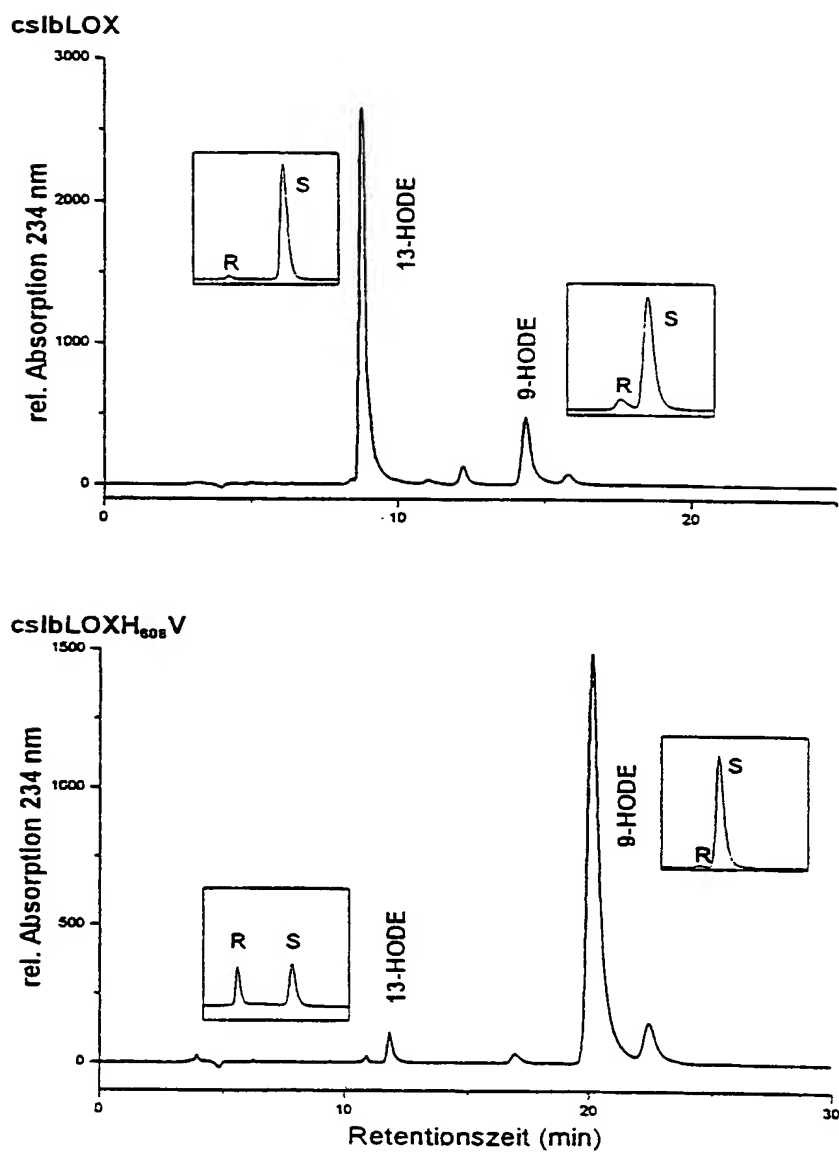 cslbLOX
3000
2000
1000
0
rel. Absorption 234 nm
R
S
13-HODE
9-HODE
R
S
0
10
20
cslbLOXH₆₀₈V
1500
1000
500
0
rel. Absorption 234 nm
R
S
13-HODE
9-HODE
R
S
0
10
20
30
Retentionszeit (min)